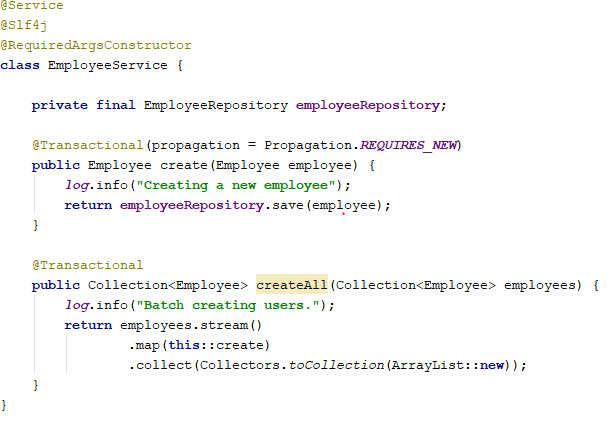 @Service
@Slf4j
@RequiredArgsConstructor
class EmployeeService {
private final EmployeeRepository employeeRepository;
@Transactional(propagation = Propagation.REQUIRES_NEW)
public Employee create(Employee employee) {
log.info("Creating a new employee");
return employeeRepository.save(employee);
}
@Transactional
public Collection<Employee> createAll(Collection<Employee> employees) {
log.info("Batch creating users.");
return employees.stream()
.map(this::create)
.collect(Collectors.toCollection(ArrayList::new));
}
}